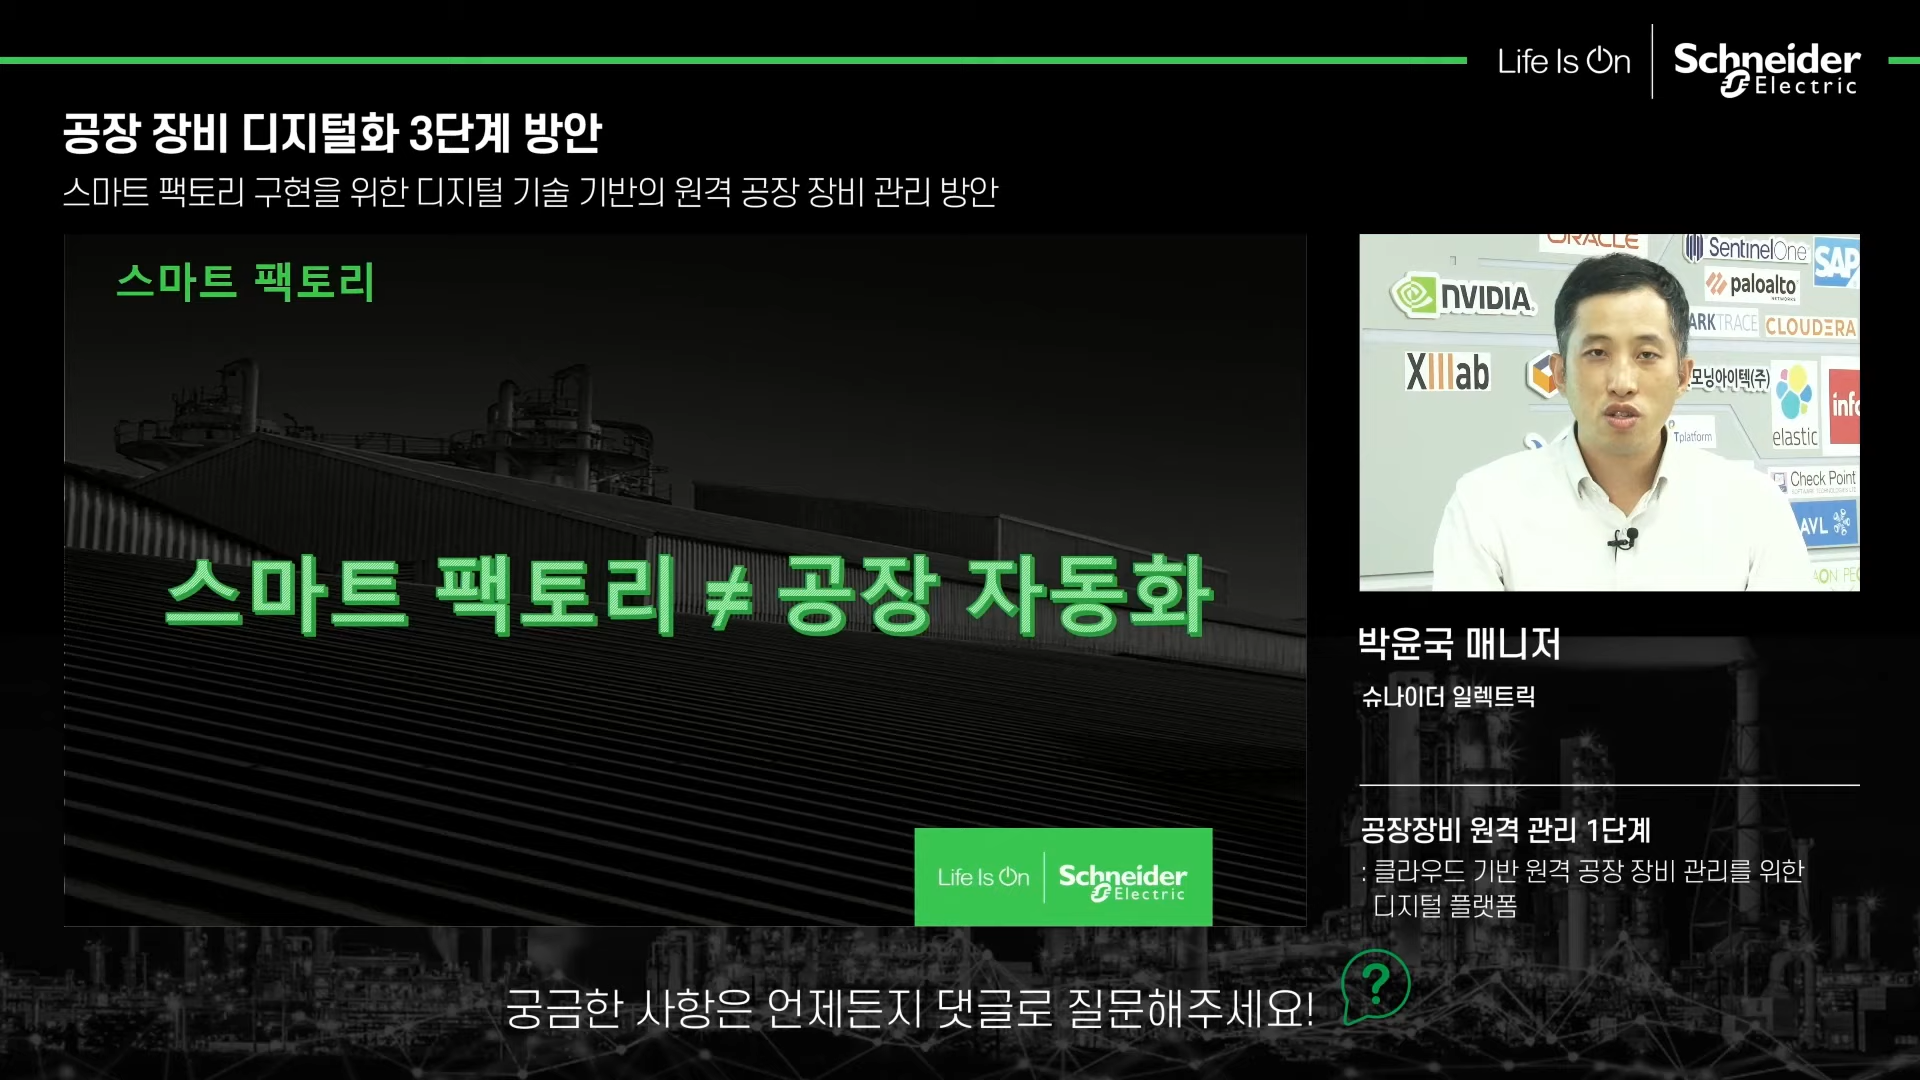 Life Is On
Schneider
Electric
공장 장비 디지털화 3단계 방안
스마트 팩토리 구현을 위한 디지털 기술 기반의 원격 공장 장비 관리 방안
스마트 팩토리
스마트 팩토리 ≠ 공장 자동화
Life Is On
Schneider
Electric
ORACLE
SentinelOne
SAP
NVIDIA
paloalto
NETWORKS
ARKTRACE
CLOUDERA
XIIIab
모닝아이텍(주)
elastic
info
Tplatform
Check Point
AVL
박윤국 매니저
슈나이더 일렉트릭
공장장비 원격 관리 1단계
: 클라우드 기반 원격 공장 장비 관리를 위한
디지털 플랫폼
궁금한 사항은 언제든지 댓글로 질문해주세요!
?